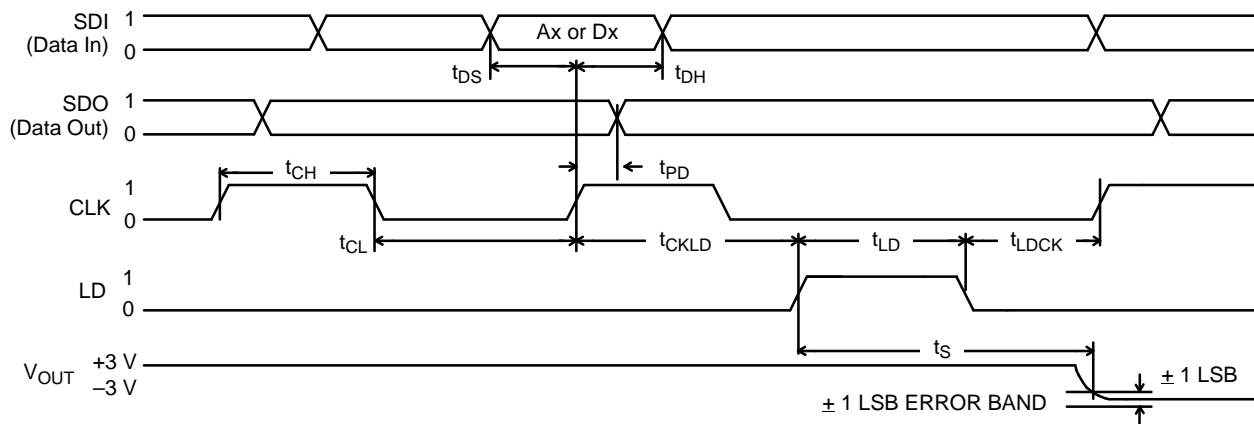 SDI 1
(Data In) 0
Ax or Dx
tDS
tDH
SDO 1
(Data Out) 0
tCH
tPD
CLK 1
0
tCL
tCKLD
tLD
tLDCK
LD 1
0
tS
VOUT +3 V
–3 V
± 1 LSB
± 1 LSB ERROR BAND